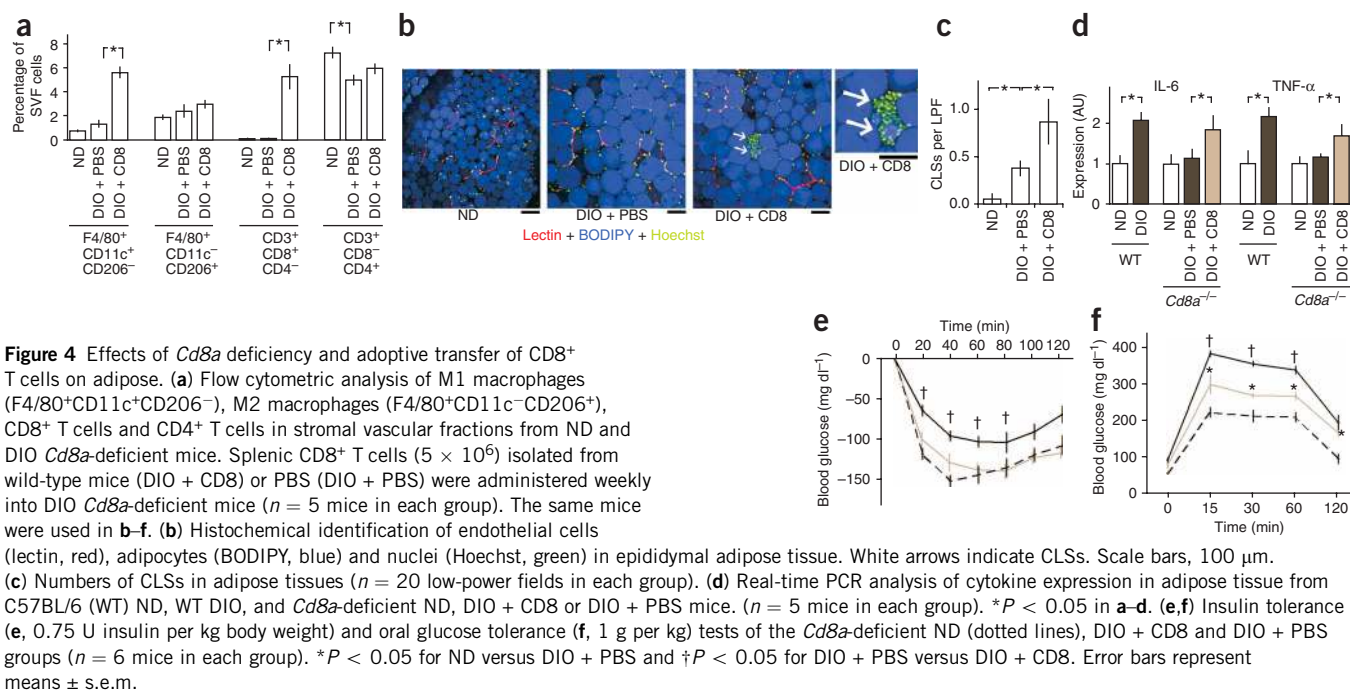 a
Percentage of
SVF cells
8
6
4
2
0
*
*
*
ND
DIO + PBS
DIO + CD8
ND
DIO + PBS
DIO + CD8
ND
DIO + PBS
DIO + CD8
ND
DIO + PBS
DIO + CD8
F4/80⁺
CD11c⁺
CD206⁻
F4/80⁺
CD11c⁻
CD206⁺
CD3⁺
CD8⁺
CD4⁻
CD3⁺
CD8⁻
CD4⁺
b
ND
DIO + PBS
DIO + CD8
DIO + CD8
Lectin + BODIPY + Hoechst
c
CLSs per LPF
1.0
0.5
0.0
*
*
ND
DIO + PBS
DIO + CD8
d
Expression (AU)
2
1
0
IL-6
TNF-α
*
*
*
*
ND
DIO
ND
DIO + PBS
DIO + CD8
ND
DIO
ND
DIO + PBS
DIO + CD8
WT
Cd8a⁻/⁻
WT
Cd8a⁻/⁻
e
Time (min)
0 20 40 60 80 100 120
Blood glucose (mg dl⁻¹)
0
−50
−100
−150
†
†
†
†
f
Blood glucose (mg dl⁻¹)
400
300
200
100
0
†
†
†
*
*
*
*
0 15 30 60 120
Time (min)
Figure 4 Effects of Cd8a deficiency and adoptive transfer of CD8⁺
T cells on adipose. (a) Flow cytometric analysis of M1 macrophages
(F4/80⁺CD11c⁺CD206⁻), M2 macrophages (F4/80⁺CD11c⁻CD206⁺),
CD8⁺ T cells and CD4⁺ T cells in stromal vascular fractions from ND and
DIO Cd8a-deficient mice. Splenic CD8⁺ T cells (5 × 10⁶) isolated from
wild-type mice (DIO + CD8) or PBS (DIO + PBS) were administered weekly
into DIO Cd8a-deficient mice (n = 5 mice in each group). The same mice
were used in b–f. (b) Histochemical identification of endothelial cells
(lectin, red), adipocytes (BODIPY, blue) and nuclei (Hoechst, green) in epididymal adipose tissue. White arrows indicate CLSs. Scale bars, 100 μm.
(c) Numbers of CLSs in adipose tissues (n = 20 low-power fields in each group). (d) Real-time PCR analysis of cytokine expression in adipose tissue from
C57BL/6 (WT) ND, WT DIO, and Cd8a-deficient ND, DIO + CD8 or DIO + PBS mice. (n = 5 mice in each group). *P < 0.05 in a–d. (e,f) Insulin tolerance
(e, 0.75 U insulin per kg body weight) and oral glucose tolerance (f, 1 g per kg) tests of the Cd8a-deficient ND (dotted lines), DIO + CD8 and DIO + PBS
groups (n = 6 mice in each group). *P < 0.05 for ND versus DIO + PBS and †P < 0.05 for DIO + PBS versus DIO + CD8. Error bars represent
means ± s.e.m.